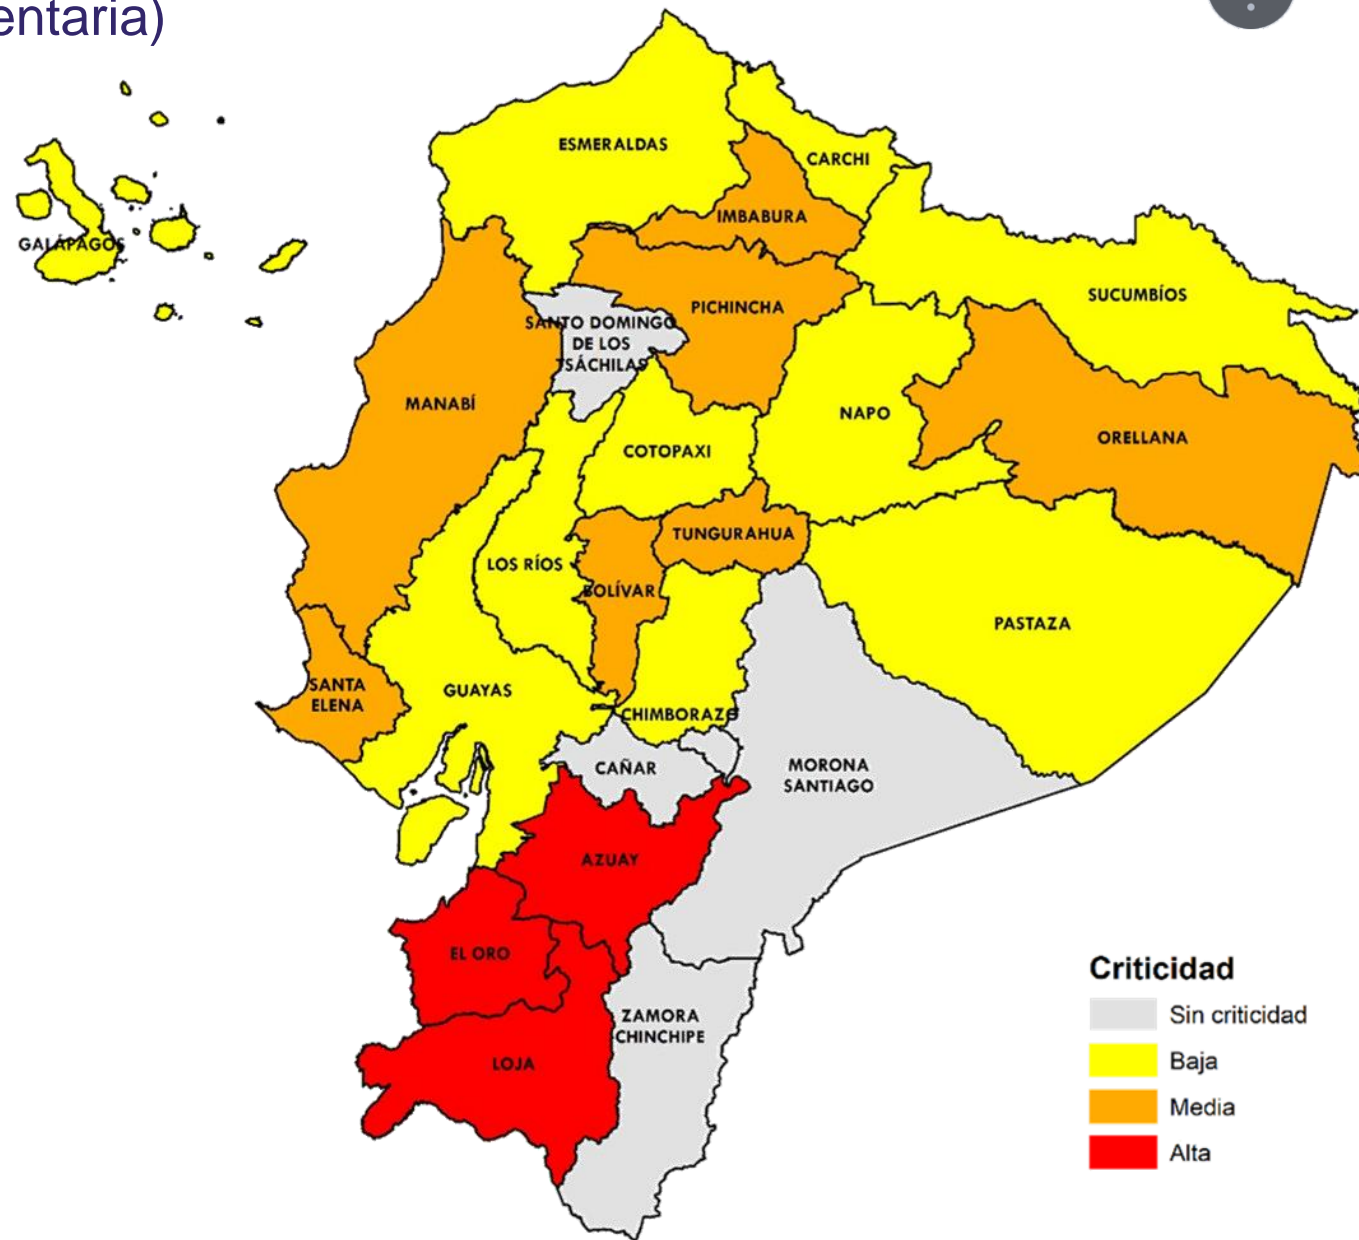 entaria)
ESMERALDAS
CARCHI
IMBABURA
GALÁPAGOS
SUCUMBÍOS
PICHINCHA
SANTO DOMINGO
DE LOS
TSÁCHILAS
MANABÍ
NAPO
ORELLANA
COTOPAXI
TUNGURAHUA
LOS RÍOS
BOLÍVAR
PASTAZA
SANTA
ELENA
GUAYAS
CHIMBORAZO
CAÑAR
MORONA
SANTIAGO
AZUAY
EL ORO
ZAMORA
CHINCHIPE
LOJA
Criticidad
Sin criticidad
Baja
Media
Alta